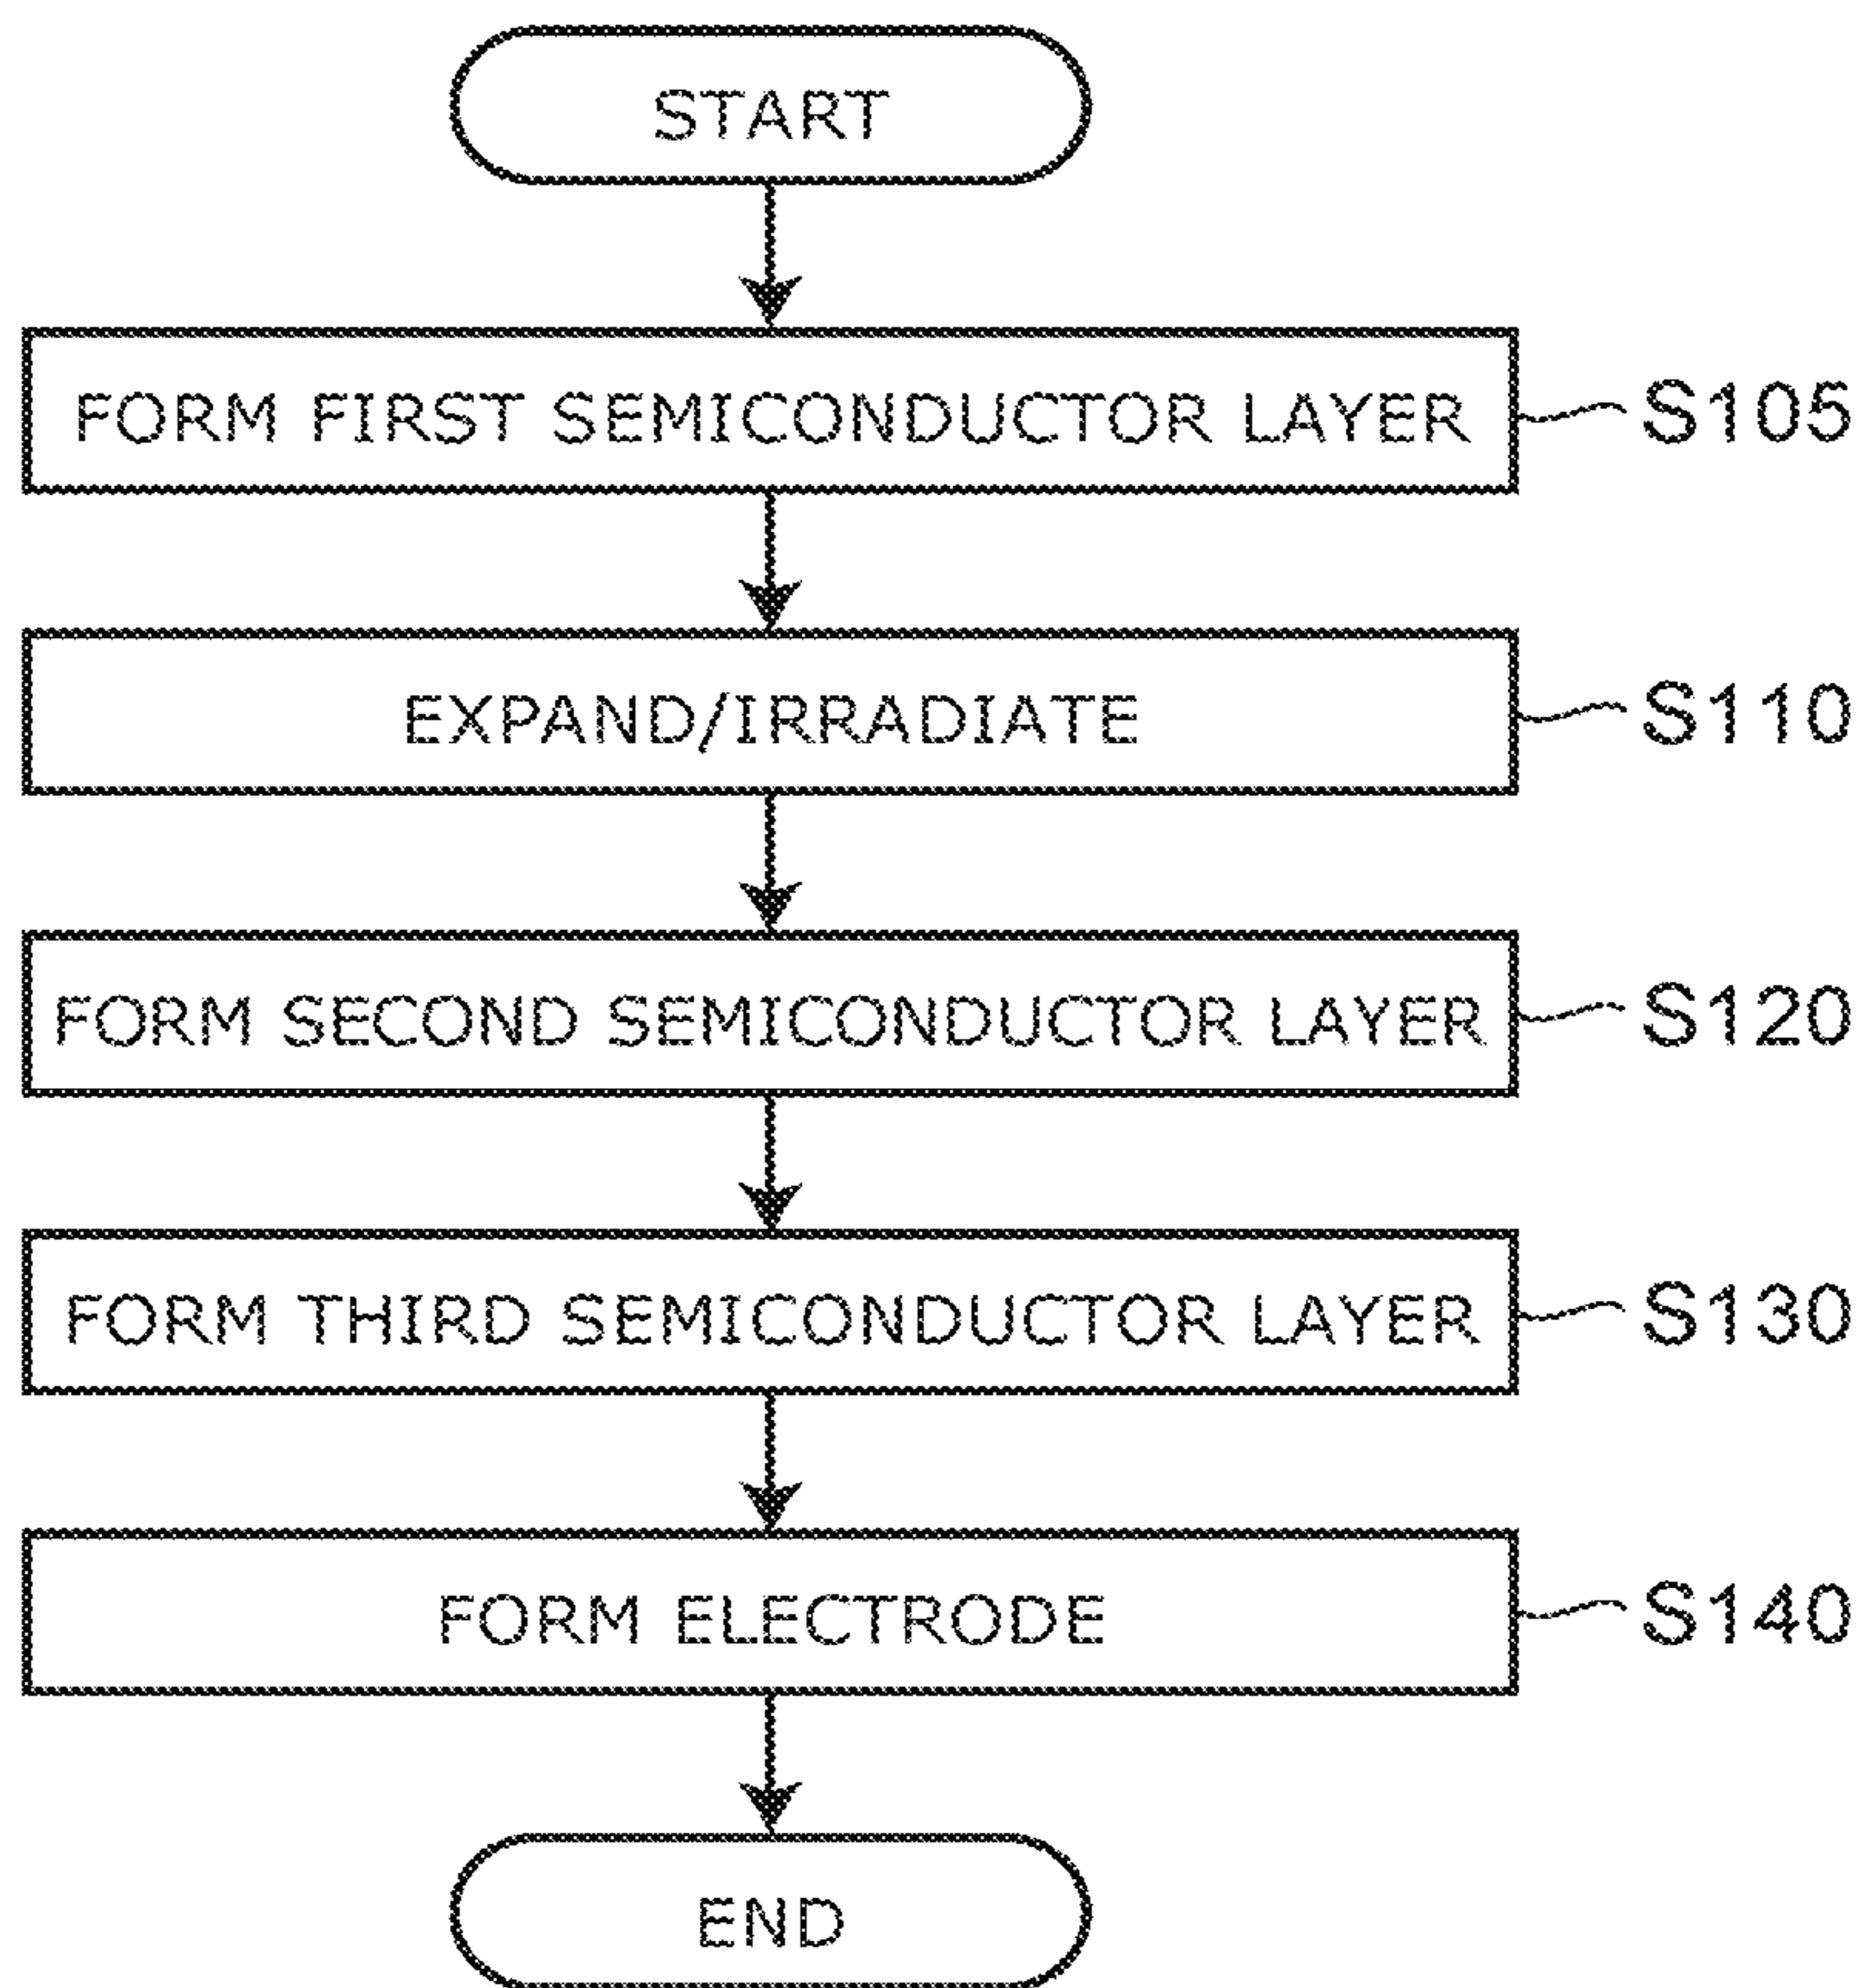 START
FORM FIRST SEMICONDUCTOR LAYER S105
EXPAND/IRRADIATE S110
FORM SECOND SEMICONDUCTOR LAYER S120
FORM THIRD SEMICONDUCTOR LAYER S130
FORM ELECTRODE S140
END